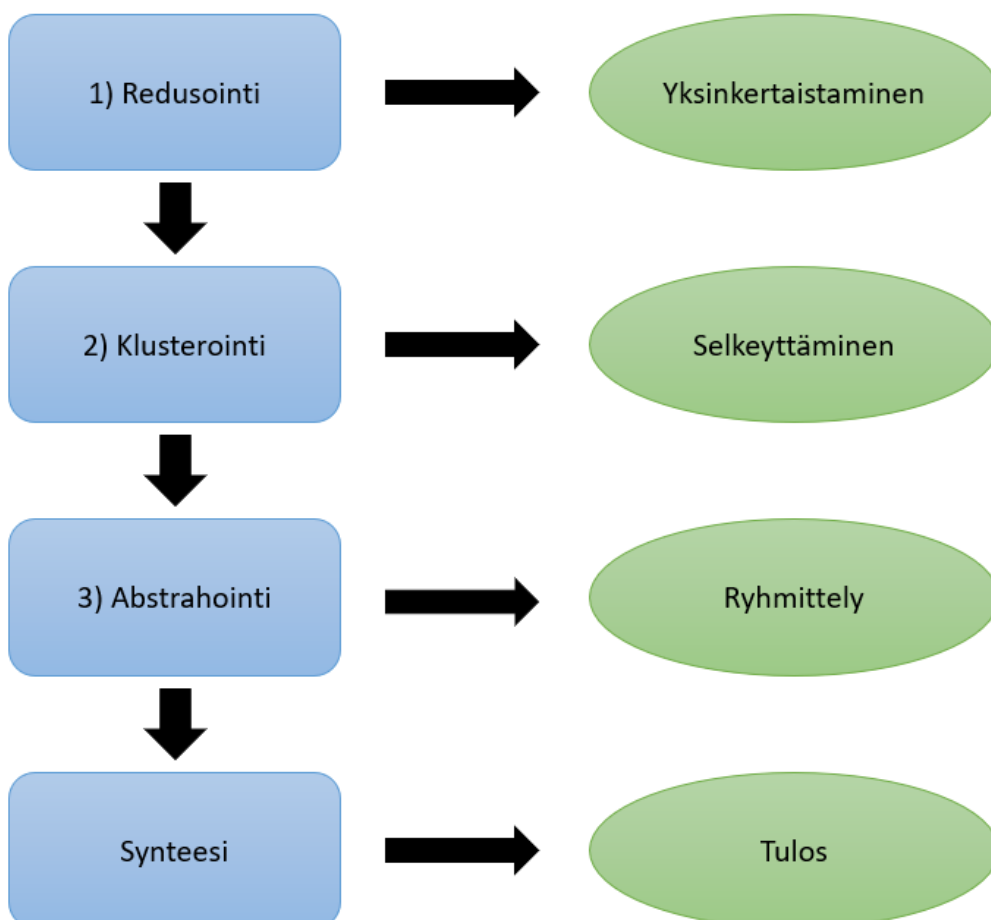 1) Redusointi
Yksinkertaistaminen
2) Klusterointi
Selkeyttäminen
3) Abstrahointi
Ryhmittely
Synteesi
Tulos